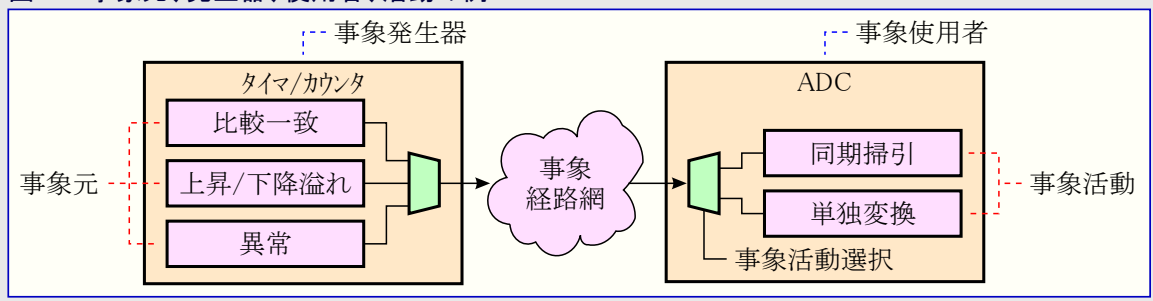 事象発生器
事象使用者
タイマ/カウンタ
ADC
比較一致
同期掃引
事象元
上昇/下降溢れ
事象
経路網
事象活動
単独変換
異常
事象活動選択